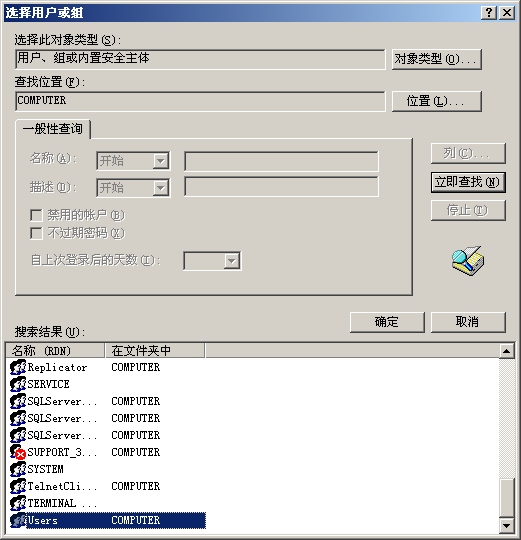 选择用户或组
选择此对象类型(S):
用户、组或内置安全主体
对象类型(O)...
查找位置(F):
COMPUTER
位置(L)...
一般性查询
名称(A):
开始
描述(D):
开始
禁用的帐户(B)
不过期密码(X)
自上次登录后的天数(I):
列(C)...
立即查找(N)
停止(T)
确定
取消
搜索结果(U):
名称 (RDN) 在文件夹中
Replicator COMPUTER
SERVICE
SQLServer... COMPUTER
SQLServer... COMPUTER
SQLServer... COMPUTER
SUPPORT_3... COMPUTER
SYSTEM
TelnetCli... COMPUTER
TERMINAL ...
Users COMPUTER